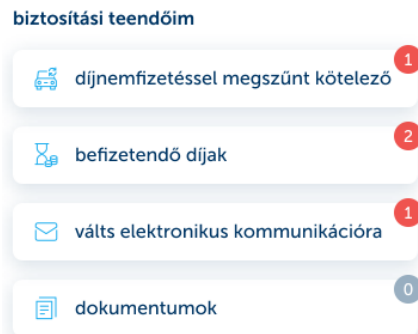 biztosítási teendőim
1
díjnemfizetéssel megszűnt kötelező
2
befizetendő díjak
1
válts elektronikus kommunikációra
0
dokumentumok